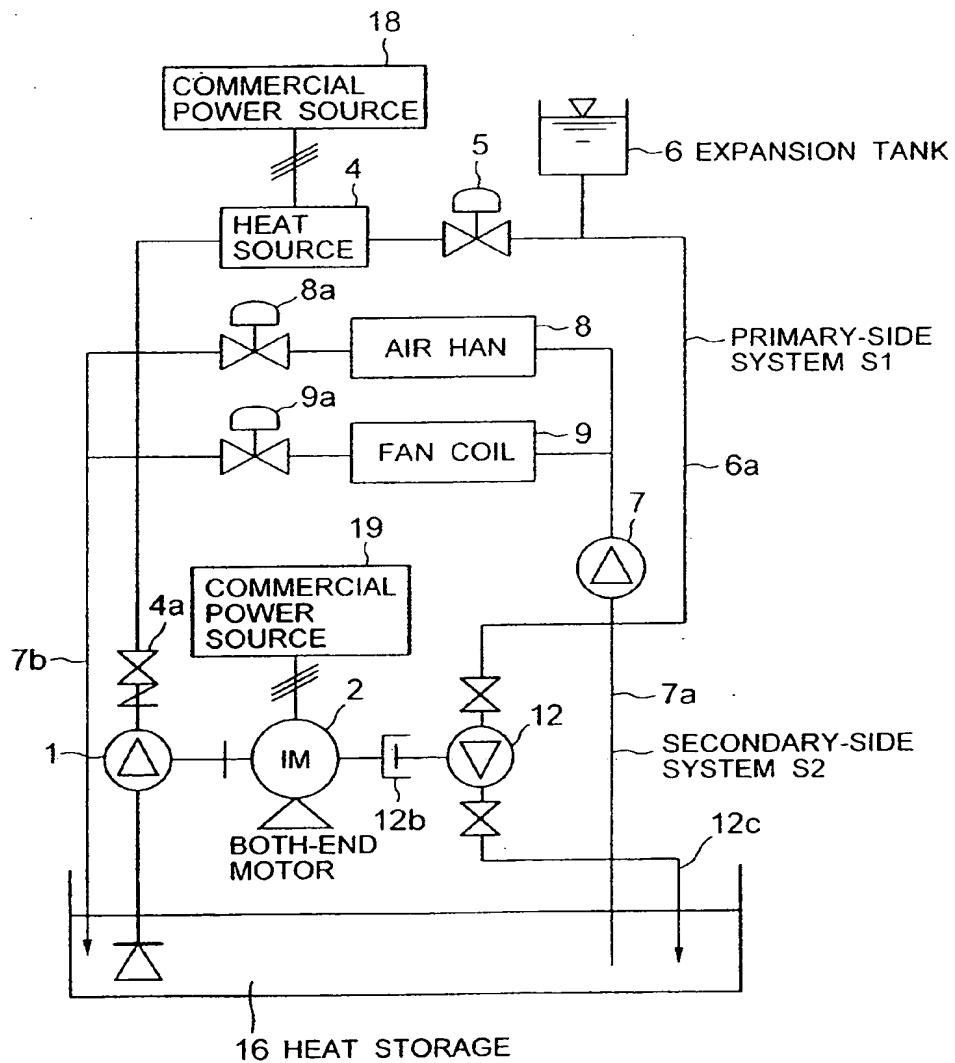 18
COMMERCIAL
POWER SOURCE
4
5
6 EXPANSION TANK
HEAT
SOURCE
8a
8
AIR HAN
PRIMARY-SIDE
SYSTEM S1
9a
9
FAN COIL
6a
7
19
COMMERCIAL
POWER
SOURCE
4a
7b
7a
2
12
1
IM
SECONDARY-SIDE
SYSTEM S2
12b
12c
BOTH-END
MOTOR
16 HEAT STORAGE